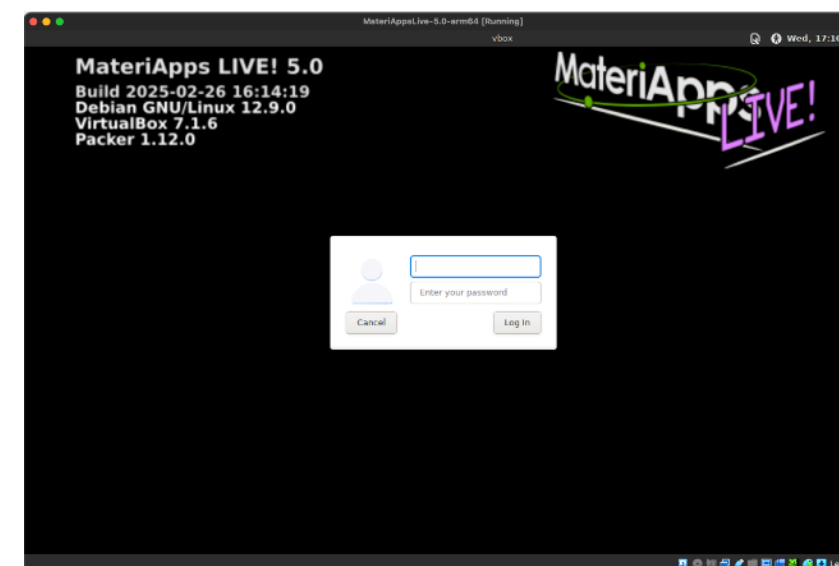 MateriAppsLive-5.0-arm64 [Running]
vbox
Wed, 17:16
MateriApps LIVE! 5.0
Build 2025-02-26 16:14:19
Debian GNU/Linux 12.9.0
VirtualBox 7.1.6
Packer 1.12.0
MateriApps
LIVE!
Enter your password
Cancel
Log In